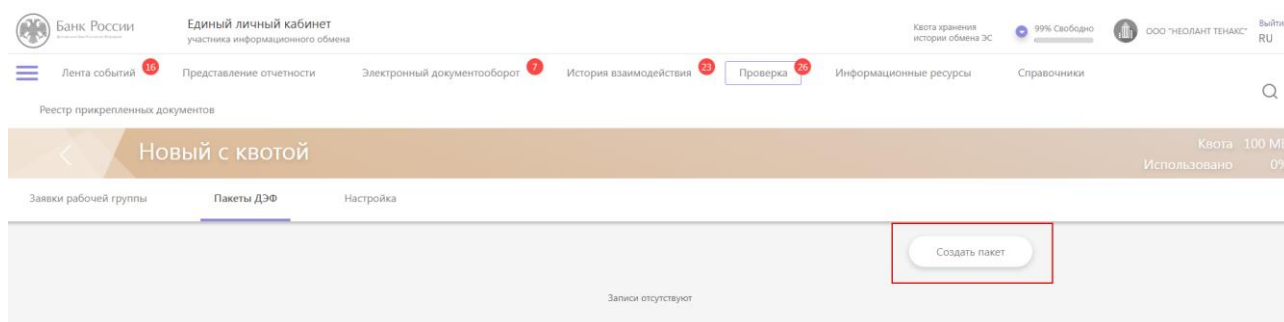 Банк России
Единый личный кабинет
участника информационного обмена
Квота хранения
истории обмена ЭС
99% Свободно
ООО "НЕОЛАНТ ТЕНАКС"
Выйти
RU
Лента событий 16 Представление отчетности Электронный документооборот 7 История взаимодействия 23 Проверка 26 Информационные ресурсы Справочники
Реестр прикрепленных документов
Новый с квотой
Квота 100 М
Использовано 0%
Заявки рабочей группы Пакеты ДЭФ Настройка
Создать пакет
Записи отсутствуют